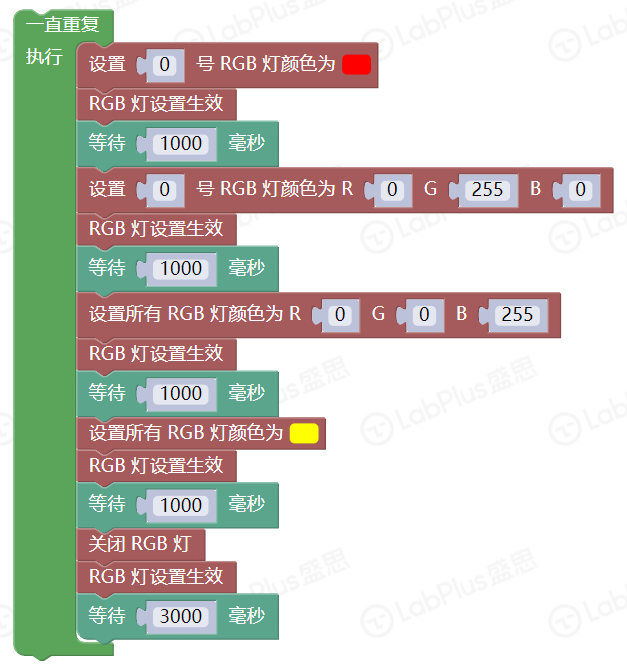 一直重复
执行
设置 0 号 RGB 灯颜色为
RGB 灯设置生效
等待 1000 毫秒
设置 0 号 RGB 灯颜色为 R 0 G 255 B 0
RGB 灯设置生效
等待 1000 毫秒
设置所有 RGB 灯颜色为 R 0 G 0 B 255
RGB 灯设置生效
等待 1000 毫秒
设置所有 RGB 灯颜色为
RGB 灯设置生效
等待 1000 毫秒
关闭 RGB 灯
RGB 灯设置生效
等待 3000 毫秒
LabPlus盛思